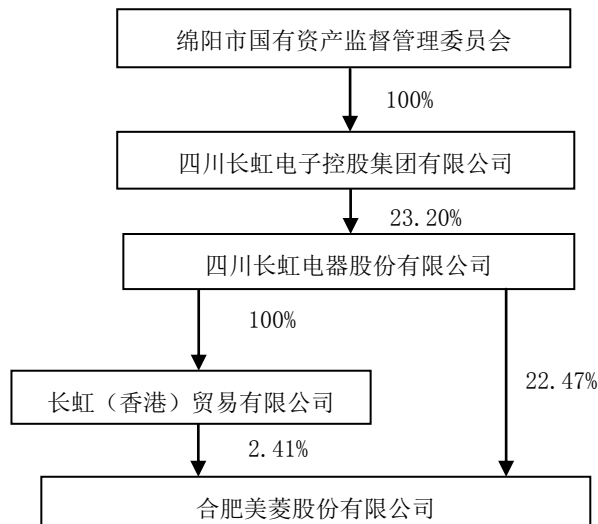 绵阳市国有资产监督管理委员会
100%
四川长虹电子控股集团有限公司
23.20%
四川长虹电器股份有限公司
100%
22.47%
长虹（香港）贸易有限公司
2.41%
合肥美菱股份有限公司